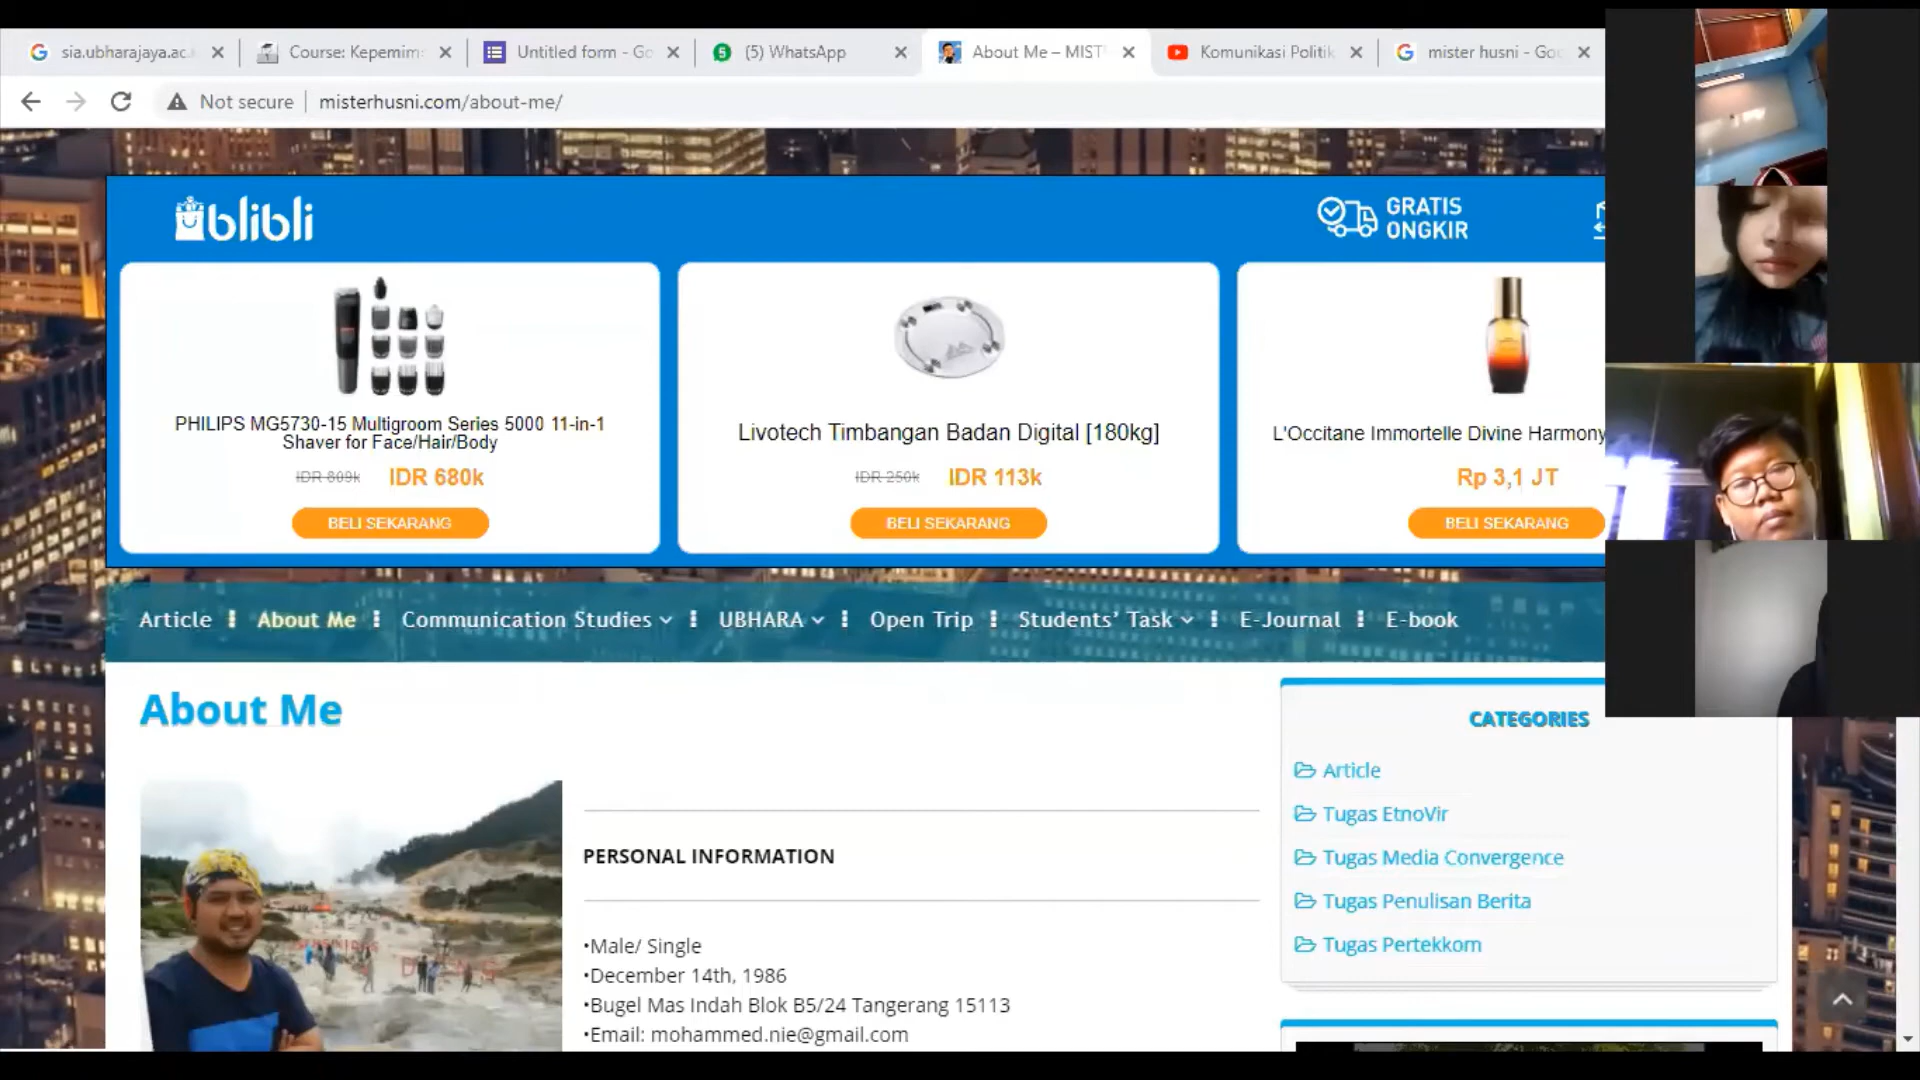 sia.ubharajaya.ac.
Course: Kepemim
Untitled form - Go
(5) WhatsApp
About Me – MIST
Komunikasi Politik
mister husni - Goo
Not secure
misterhusni.com/about-me/
blibli
GRATIS
ONGKIR
PHILIPS MG5730-15 Multigroom Series 5000 11-in-1
Shaver for Face/Hair/Body
IDR 809k IDR 680k
BELI SEKARANG
Livotech Timbangan Badan Digital [180kg]
IDR 250k IDR 113k
BELI SEKARANG
L'Occitane Immortelle Divine Harmony
Rp 3,1 JT
BELI SEKARANG
Article
About Me
Communication Studies
UBHARA
Open Trip
Students' Task
E-Journal
E-book
About Me
PERSONAL INFORMATION
•Male/ Single
•December 14th, 1986
•Bugel Mas Indah Blok B5/24 Tangerang 15113
•Email: mohammed.nie@gmail.com
CATEGORIES
Article
Tugas EtnoVir
Tugas Media Convergence
Tugas Penulisan Berita
Tugas Pertekkom